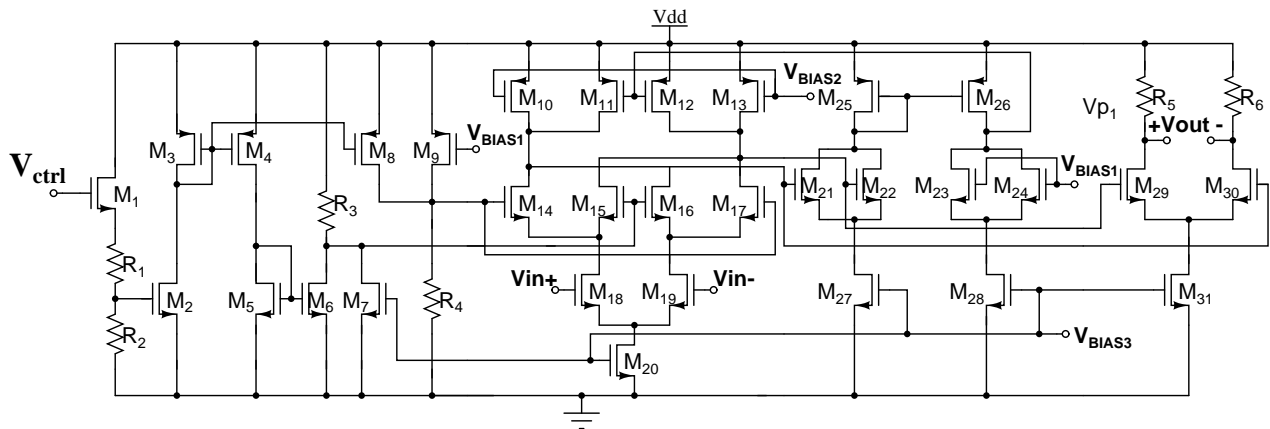 Vdd
M10
M11
M12
M13
VBIAS2
M25
M26
R5
R6
Vp1
+Vout -
M3
M4
M8
M9
VBIAS1
Vctrl
M1
R3
M14
M15
M16
M17
M21
M22
M23
M24
VBIAS1
M29
M30
R1
R2
M2
M5
M6
M7
R4
Vin+
Vin-
M18
M19
M27
M28
M31
M20
VBIAS3